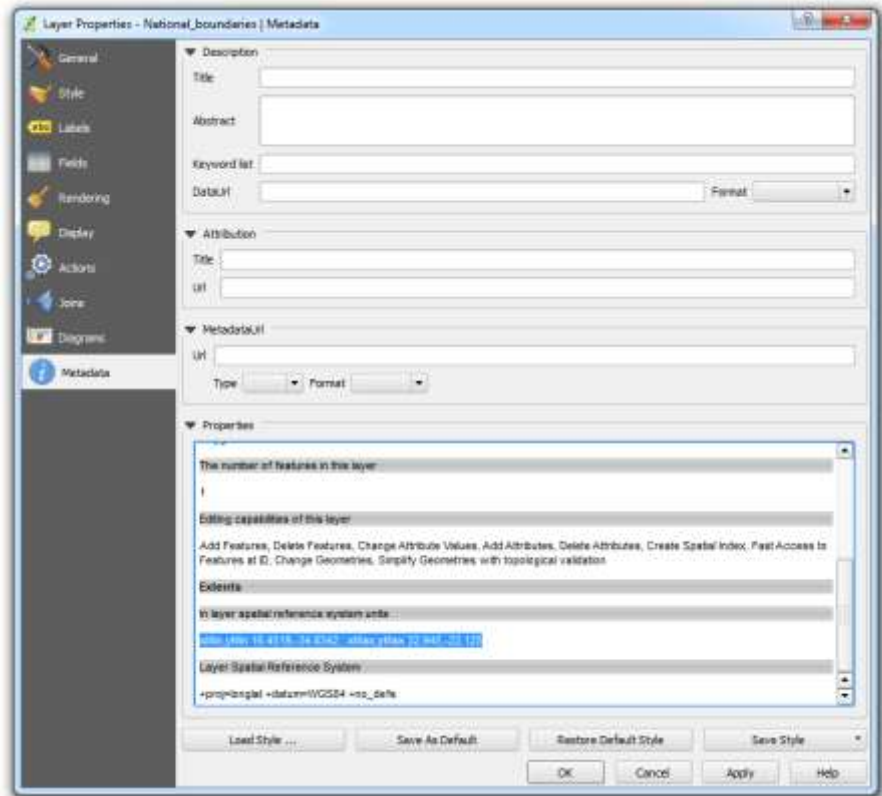 Layer Properties - National_boundaries | Metadata
General
Style
Labels
Fields
Rendering
Display
Actions
Joins
Diagrams
Metadata
Description
Title
Abstract
Keyword list
DataUrl Format
Attribution
Title
Url
MetadataUrl
Url
Type Format
Properties
The number of features in this layer
1
Editing capabilities of this layer
Add Features, Delete Features, Change Attribute Values, Add Attributes, Delete Attributes, Create Spatial Index, Fast Access to
Features at ID, Change Geometries, Simplify Geometries with topological validation
Extents
In layer spatial reference system units
Layer Spatial Reference System
+proj=longlat +datum=WGS84 +no_defs
Load Style ... Save As Default Restore Default Style Save Style
OK Cancel Apply Help